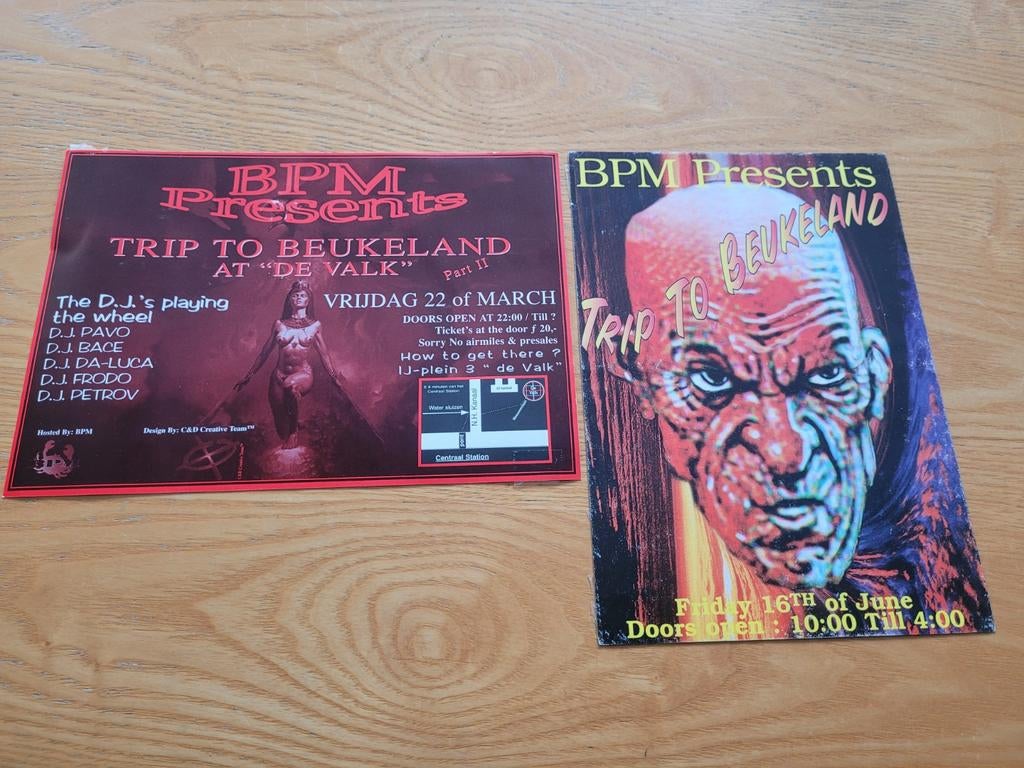 BPM
Presents
TRIP TO BEUKELAND
AT "DE VALK"
Part II
VRIJDAG 22 of MARCH
DOORS OPEN AT 22:00 / Till ?
Ticket's at the door ƒ 20,-
Sorry No airmiles & presales
How to get there ?
IJ-plein 3 " de Valk"
The D.J.'s playing
the wheel
D.J. PAVO
D.J. BACE
D.J. DA-LUCA
D.J. FRODO
D.J. PETROV
Hosted By: BPM
Design By: C&D Creative Team™
Centraal Station
Water sluizen
N.H. Kanaal
Centraal Station
BPM Presents
TRIP TO BEUKELAND
Friday 16TH of June
Doors open : 10:00 Till 4:00